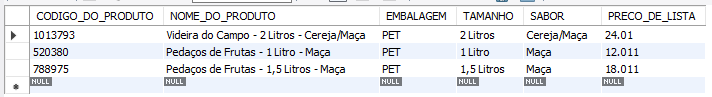 CODIGO_DO_PRODUTO NOME_DO_PRODUTO EMBALAGEM TAMANHO SABOR PRECO_DE_LISTA
1013793 Videira do Campo - 2 Litros - Cereja/Maça PET 2 Litros Cereja/Maça 24.01
520380 Pedaços de Frutas - 1 Litro - Maça PET 1 Litro Maça 12.011
788975 Pedaços de Frutas - 1,5 Litros - Maça PET 1,5 Litros Maça 18.011
NULL NULL NULL NULL NULL NULL